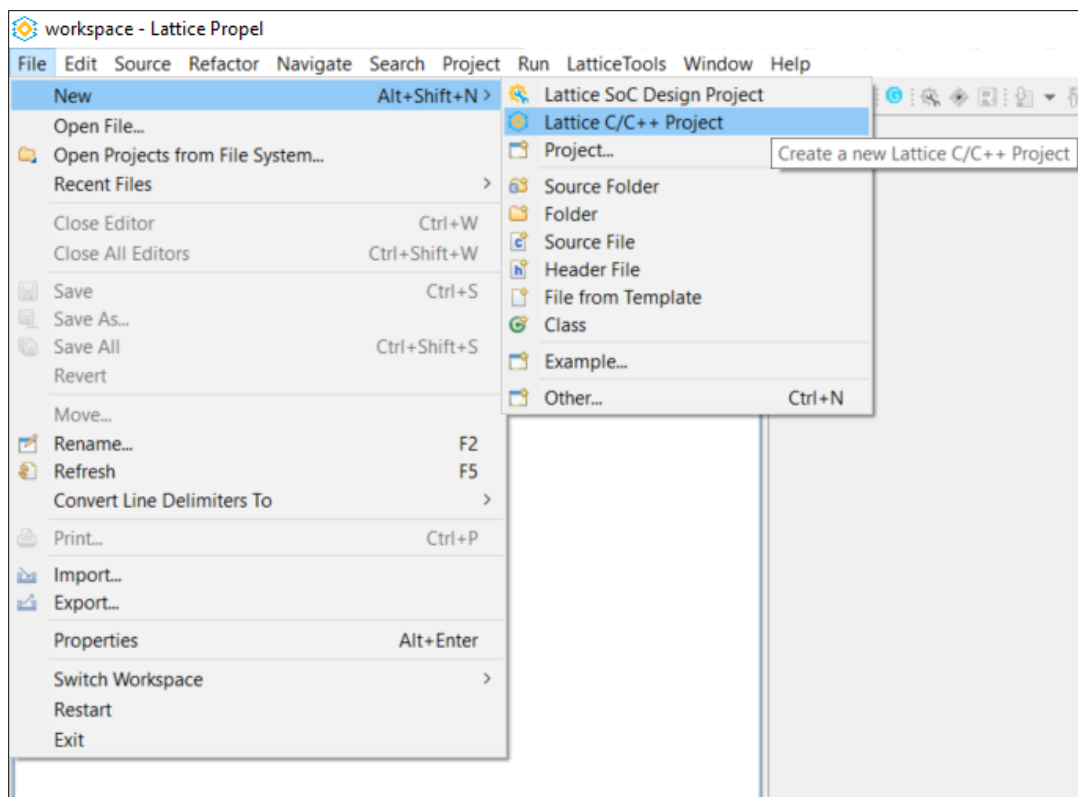 workspace - Lattice Propel
File Edit Source Refactor Navigate Search Project Run LatticeTools Window Help
New Alt+Shift+N >
Open File...
Open Projects from File System...
Recent Files >
Close Editor Ctrl+W
Close All Editors Ctrl+Shift+W
Save Ctrl+S
Save As...
Save All Ctrl+Shift+S
Revert
Move...
Rename... F2
Refresh F5
Convert Line Delimiters To >
Print... Ctrl+P
Import...
Export...
Properties Alt+Enter
Switch Workspace >
Restart
Exit
Lattice SoC Design Project
Lattice C/C++ Project
Project...
Create a new Lattice C/C++ Project
Source Folder
Folder
Source File
Header File
File from Template
Class
Example...
Other... Ctrl+N